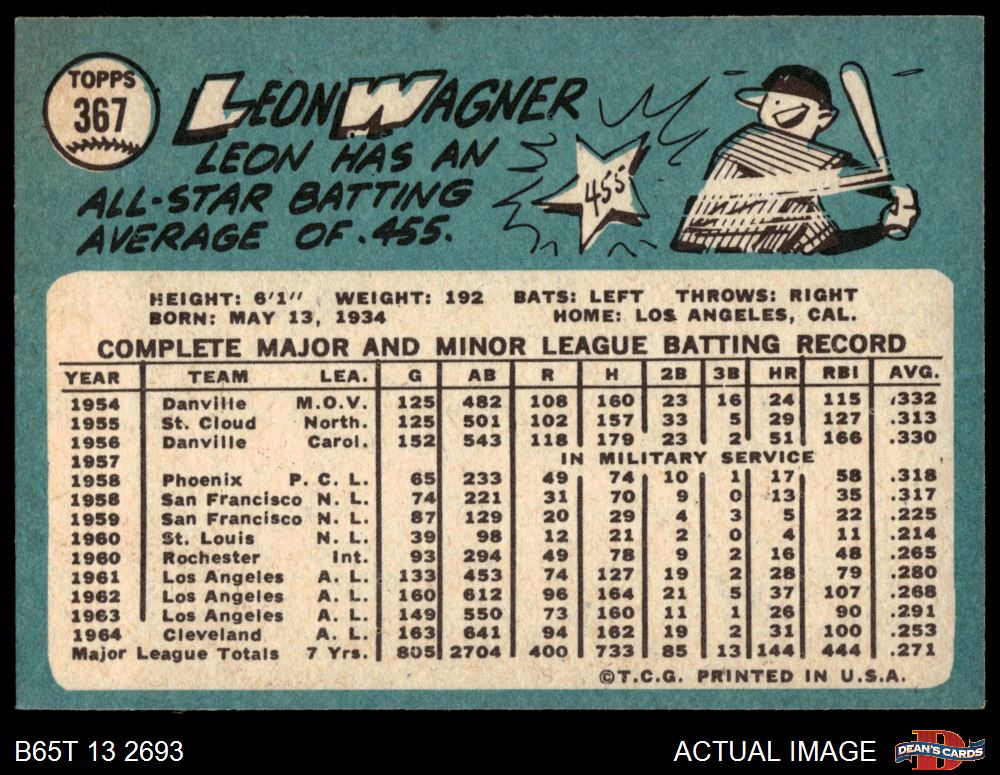 TOPPS
367
LEON WAGNER
LEON HAS AN
ALL-STAR BATTING
AVERAGE OF .455.
455
HEIGHT: 6'1" WEIGHT: 192 BATS: LEFT THROWS: RIGHT
BORN: MAY 13, 1934 HOME: LOS ANGELES, CAL.
COMPLETE MAJOR AND MINOR LEAGUE BATTING RECORD
YEAR TEAM LEA. G AB R H 2B 3B HR RBI AVG.
1954 Danville M.O.V. 125 482 108 160 23 16 24 115 .332
1955 St. Cloud North. 125 501 102 157 33 5 29 127 .313
1956 Danville Carol. 152 543 118 179 23 2 51 166 .330
1957 IN MILITARY SERVICE
1958 Phoenix P. C. L. 65 233 49 74 10 1 17 58 .318
1958 San Francisco N. L. 74 221 31 70 9 0 13 35 .317
1959 San Francisco N. L. 87 129 20 29 4 3 5 22 .225
1960 St. Louis N. L. 39 98 12 21 2 0 4 11 .214
1960 Rochester Int. 93 294 49 78 9 2 16 48 .265
1961 Los Angeles A. L. 133 453 74 127 19 2 28 79 .280
1962 Los Angeles A. L. 160 612 96 164 21 5 37 107 .268
1963 Los Angeles A. L. 149 550 73 160 11 1 26 90 .291
1964 Cleveland A. L. 163 641 94 162 19 2 31 100 .253
Major League Totals 7 Yrs. 805 2704 400 733 85 13 144 444 .271
©T.C.G. PRINTED IN U.S.A.
B65T 13 2693
ACTUAL IMAGE
DEAN'S CARDS